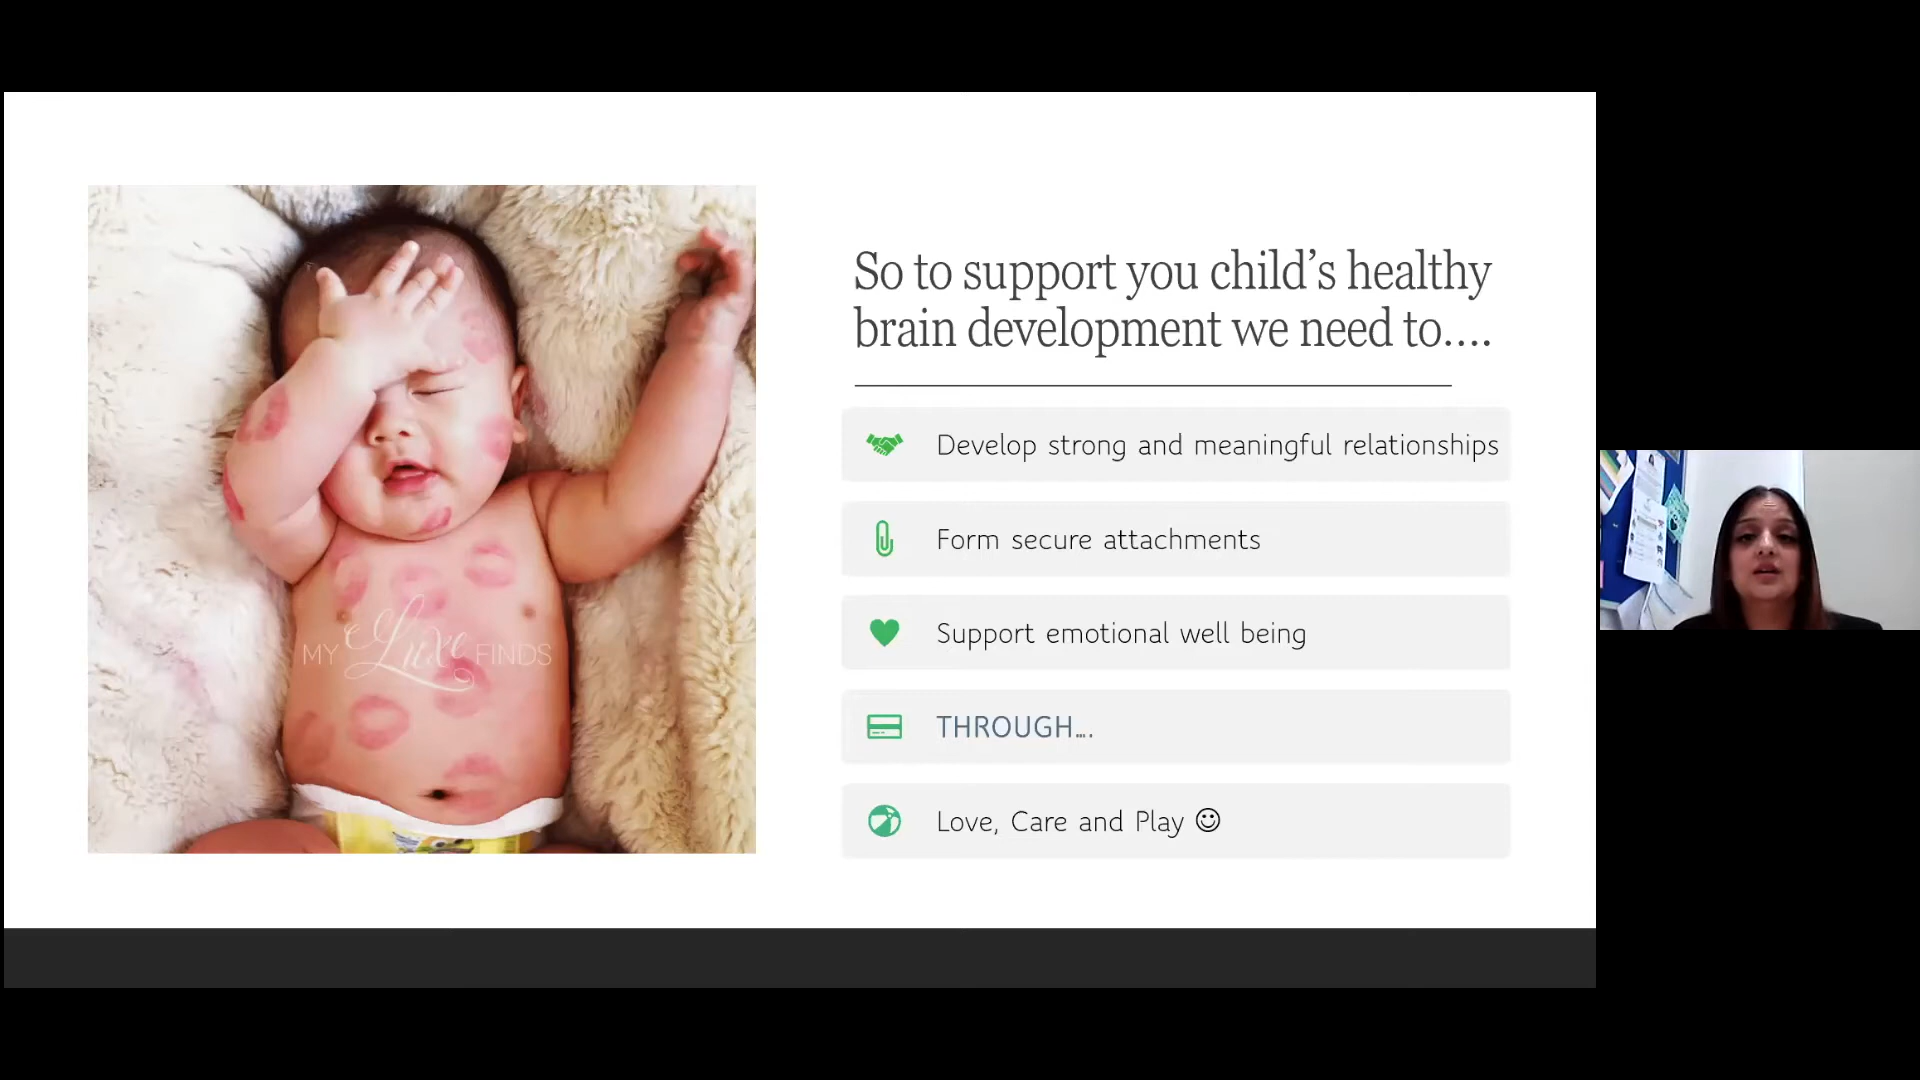 So to support you child’s healthy
brain development we need to....
Develop strong and meaningful relationships
Form secure attachments
Support emotional well being
THROUGH....
Love, Care and Play ☺
MY Luxe FINDS